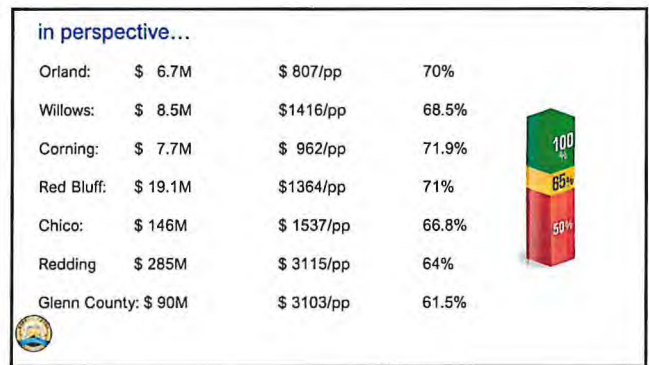 in perspective...
Orland: $ 6.7M $ 807/pp 70%
Willows: $ 8.5M $1416/pp 68.5%
Corning: $ 7.7M $ 962/pp 71.9%
Red Bluff: $ 19.1M $1364/pp 71%
Chico: $ 146M $ 1537/pp 66.8%
Redding $ 285M $ 3115/pp 64%
Glenn County: $ 90M $ 3103/pp 61.5%
100
%
65%
50%